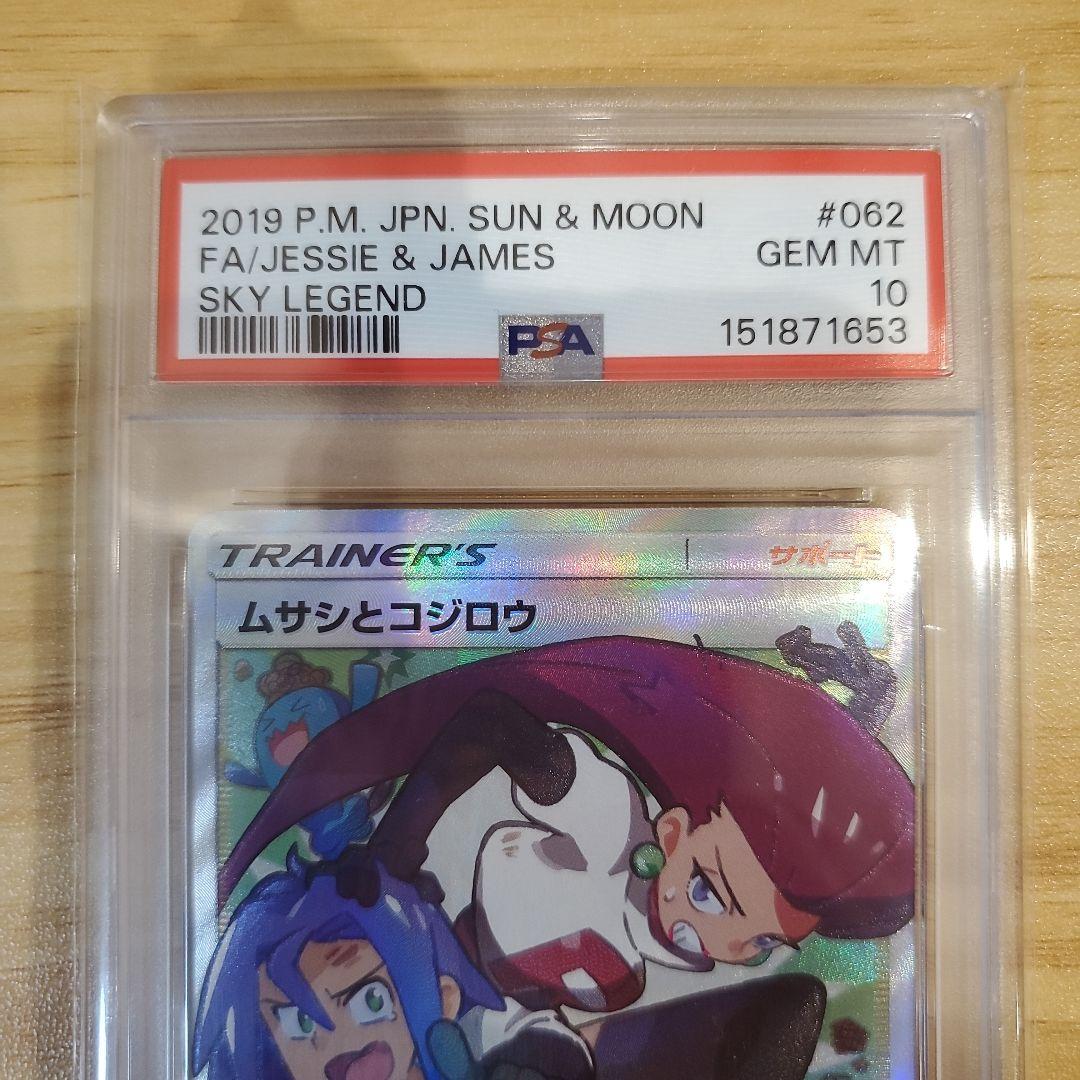 2019 P.M. JPN. SUN & MOON #062
FA/JESSIE & JAMES GEM MT
SKY LEGEND 10
PSA 151871653
TRAINER'S サポート
ムサシとコジロウ